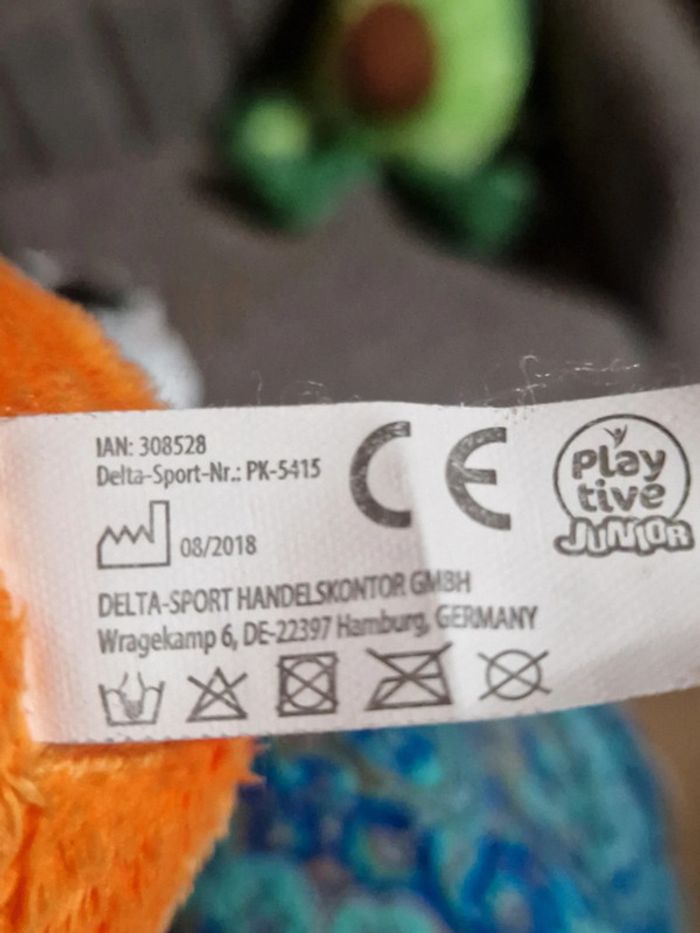 IAN: 308528
Delta-Sport-Nr.: PK-5415
08/2018
CE
play
tive
JUNIOR
DELTA-SPORT HANDELSKONTOR GMBH
Wragekamp 6, DE-22397 Hamburg, GERMANY